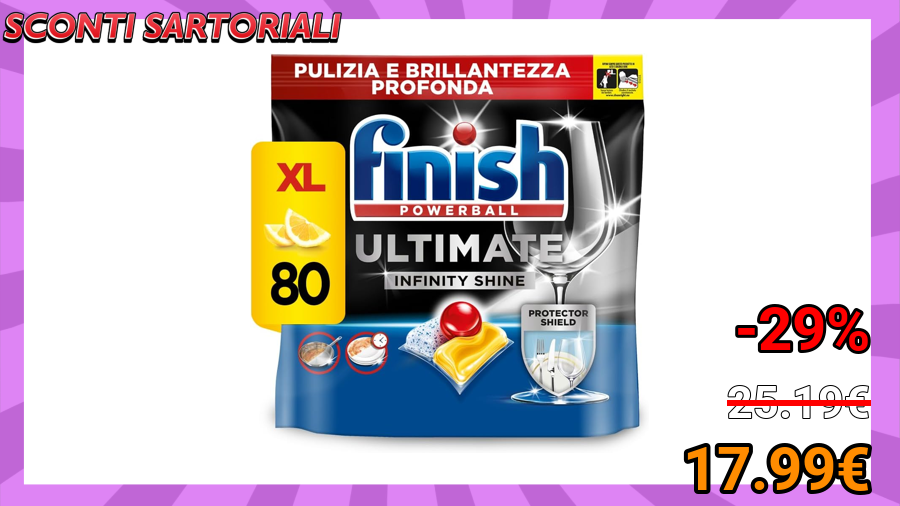 SCONTI SARTORIALI
PULIZIA E BRILLANTEZZA
PROFONDA
finish
POWERBALL
XL
80
ULTIMATE
INFINITY SHINE
PROTECTOR
SHIELD
-29%
25.19€
17.99€